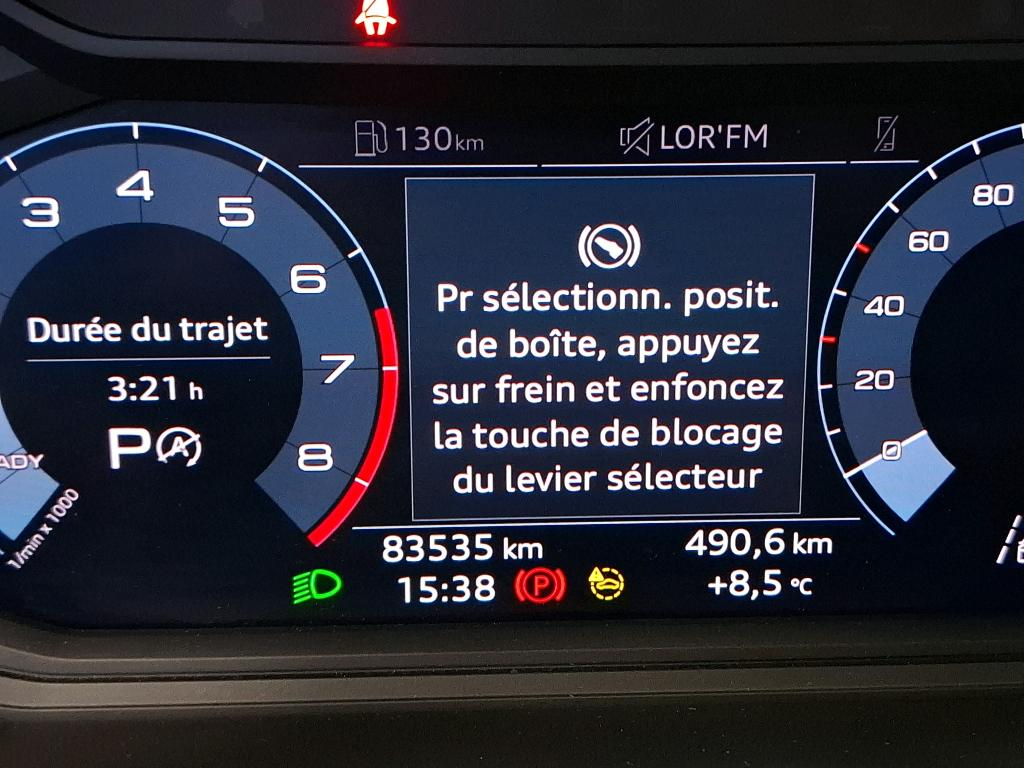 130 km
LOR'FM
3
4
5
6
7
8
1/min x 1000
Durée du trajet
3:21 h
P
A
Pr sélectionn. posit.
de boîte, appuyez
sur frein et enfoncez
la touche de blocage
du levier sélecteur
80
60
40
20
0
83535 km
490,6 km
15:38
P
+8,5 °C